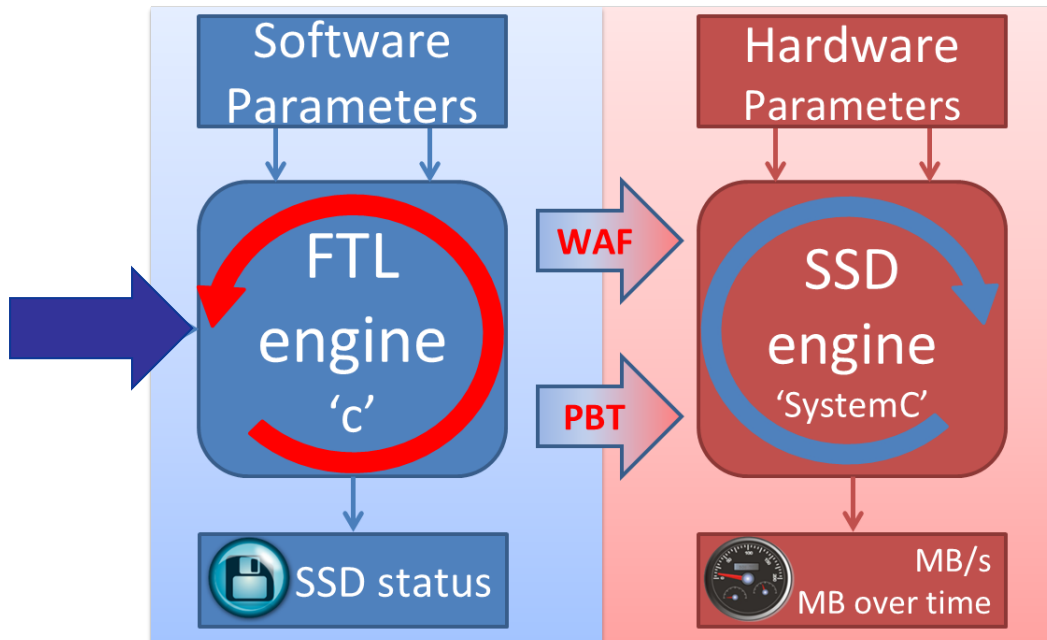 Software
Parameters
Hardware
Parameters
FTL
engine
‘c’
WAF
PBT
SSD
engine
‘SystemC’
SSD status
MB/s
MB over time